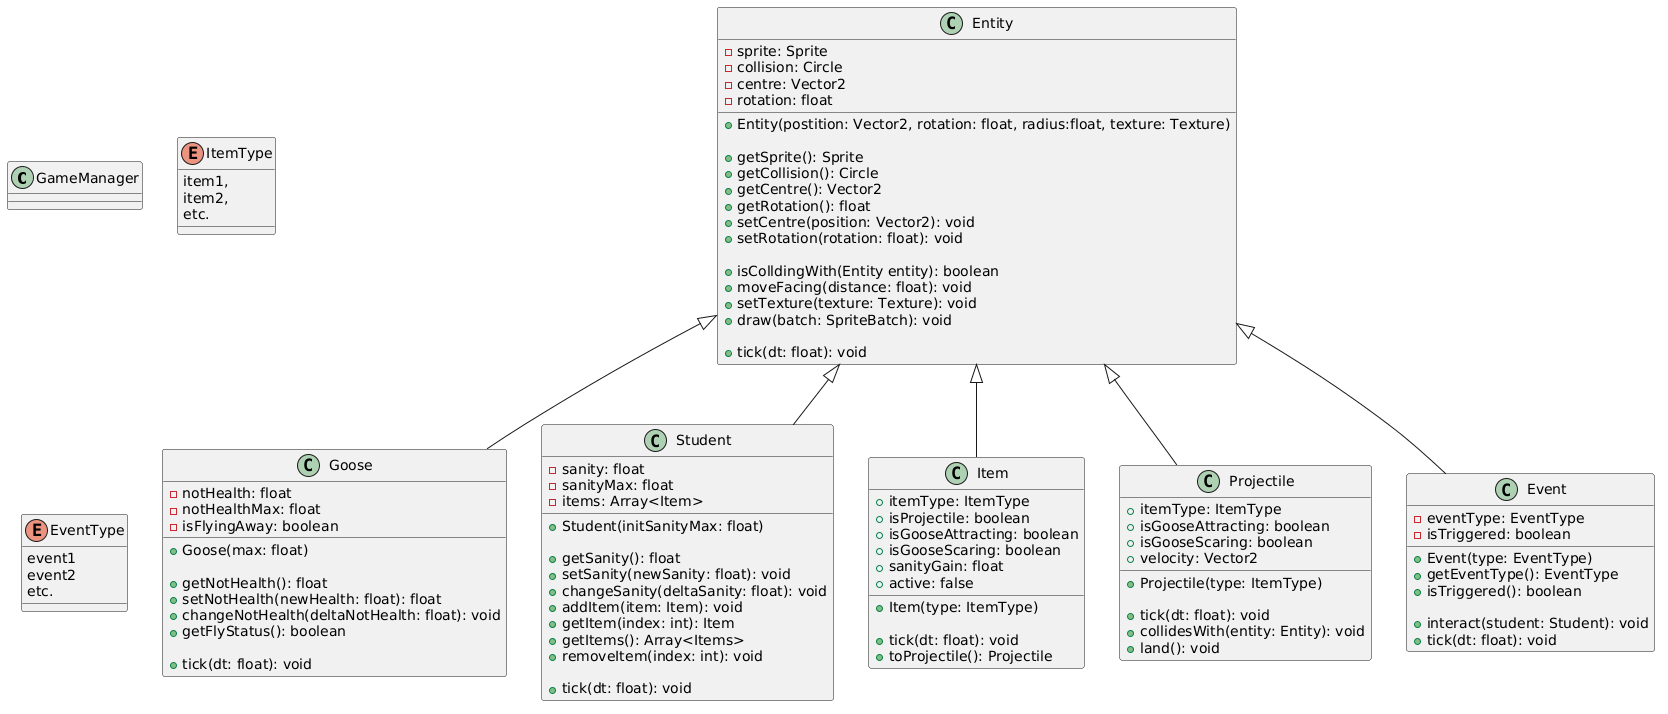 C Entity
sprite: Sprite
collision: Circle
centre: Vector2
rotation: float
Entity(postition: Vector2, rotation: float, radius:float, texture: Texture)
getSprite(): Sprite
getCollision(): Circle
getCentre(): Vector2
getRotation(): float
setCentre(position: Vector2): void
setRotation(rotation: float): void
isColldingWith(Entity entity): boolean
moveFacing(distance: float): void
setTexture(texture: Texture): void
draw(batch: SpriteBatch): void
tick(dt: float): void
C GameManager
E ItemType
item1,
item2,
etc.
E EventType
event1
event2
etc.
C Goose
notHealth: float
notHealthMax: float
isFlyingAway: boolean
Goose(max: float)
getNotHealth(): float
setNotHealth(newHealth: float): float
changeNotHealth(deltaNotHealth: float): void
getFlyStatus(): boolean
tick(dt: float): void
C Student
sanity: float
sanityMax: float
items: Array<Item>
Student(initSanityMax: float)
getSanity(): float
setSanity(newSanity: float): void
changeSanity(deltaSanity: float): void
addItem(item: Item): void
getItem(index: int): Item
getItems(): Array<Items>
removeItem(index: int): void
tick(dt: float): void
C Item
itemType: ItemType
isProjectile: boolean
isGooseAttracting: boolean
isGooseScaring: boolean
sanityGain: float
active: false
Item(type: ItemType)
tick(dt: float): void
toProjectile(): Projectile
C Projectile
itemType: ItemType
isGooseAttracting: boolean
isGooseScaring: boolean
velocity: Vector2
Projectile(type: ItemType)
tick(dt: float): void
collidesWith(entity: Entity): void
land(): void
C Event
eventType: EventType
isTriggered: boolean
Event(type: EventType)
getEventType(): EventType
isTriggered(): boolean
interact(student: Student): void
tick(dt: float): void